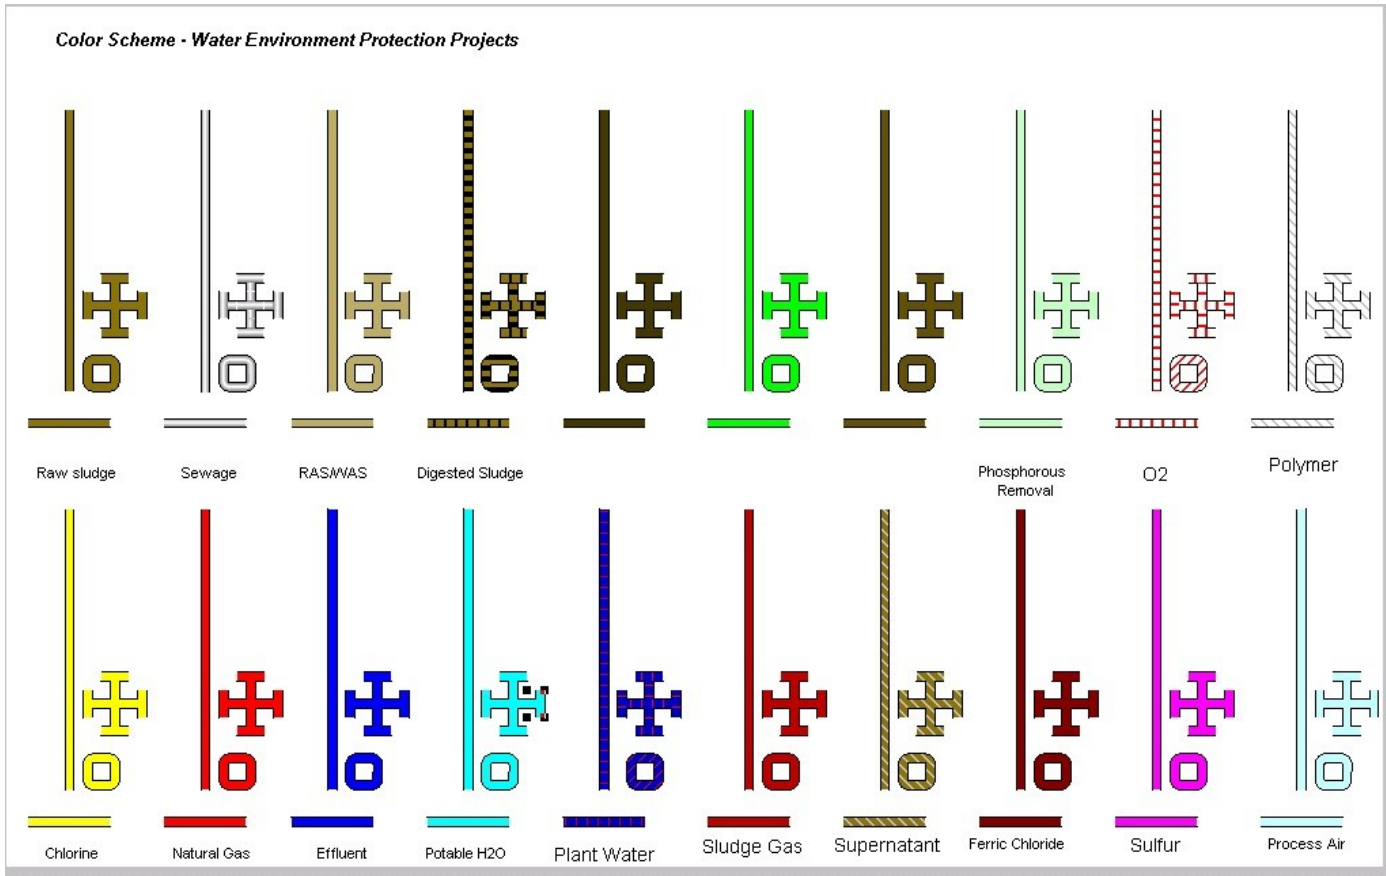 Color Scheme - Water Environment Protection Projects
Raw sludge
Sewage
RAS/WAS
Digested Sludge
Phosphorous
Removal
O2
Polymer
Chlorine
Natural Gas
Effluent
Potable H2O
Plant Water
Sludge Gas
Supernatant
Ferric Chloride
Sulfur
Process Air